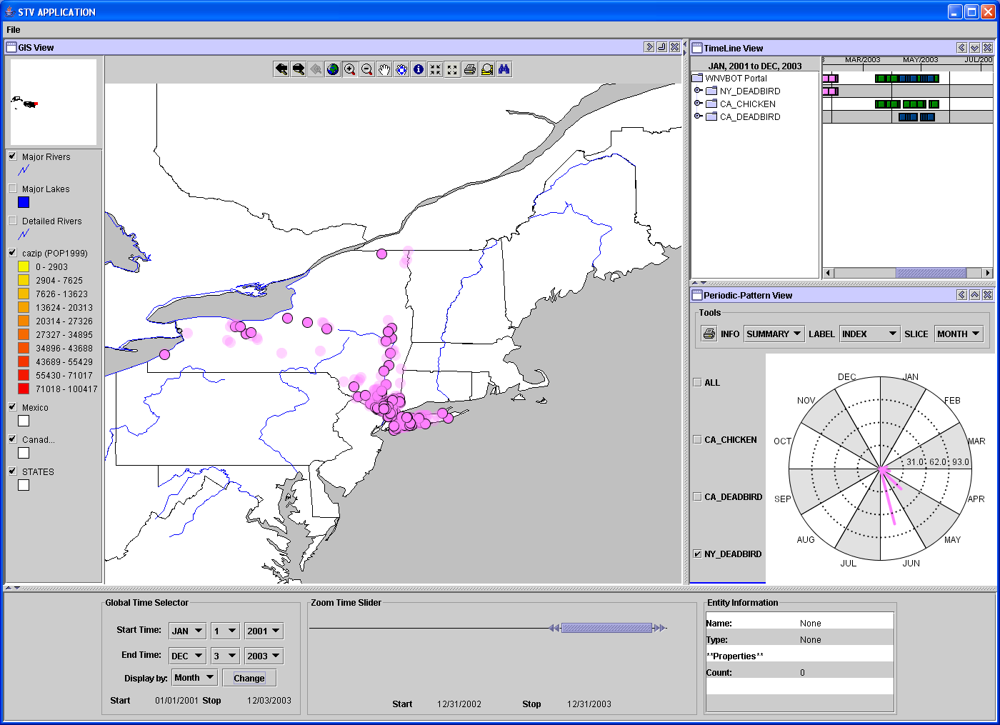 STV APPLICATION
File
GIS View
Major Rivers
Major Lakes
Detailed Rivers
cazip (POP1999)
0 - 2903
2904 - 7625
7626 - 13623
13624 - 20313
20314 - 27326
27327 - 34895
34896 - 43688
43689 - 55429
55430 - 71017
71018 - 100417
Mexico
Canad...
STATES
TimeLine View
JAN, 2001 to DEC, 2003
MAR/2003 MAY/2003 JUL/200
WNVBOT Portal
NY_DEADBIRD
CA_CHICKEN
CA_DEADBIRD
Periodic-Pattern View
Tools
INFO SUMMARY LABEL INDEX SLICE MONTH
ALL
CA_CHICKEN
CA_DEADBIRD
NY_DEADBIRD
DEC JAN
NOV FEB
OCT MAR
31.0 62.0 93.0
SEP APR
AUG MAY
JUL JUN
Global Time Selector
Start Time: JAN 1 2001
End Time: DEC 3 2003
Display by: Month Change
Start 01/01/2001 Stop 12/03/2003
Zoom Time Slider
Start 12/31/2002 Stop 12/31/2003
Entity Information
Name: None
Type: None
**Properties**
Count: 0